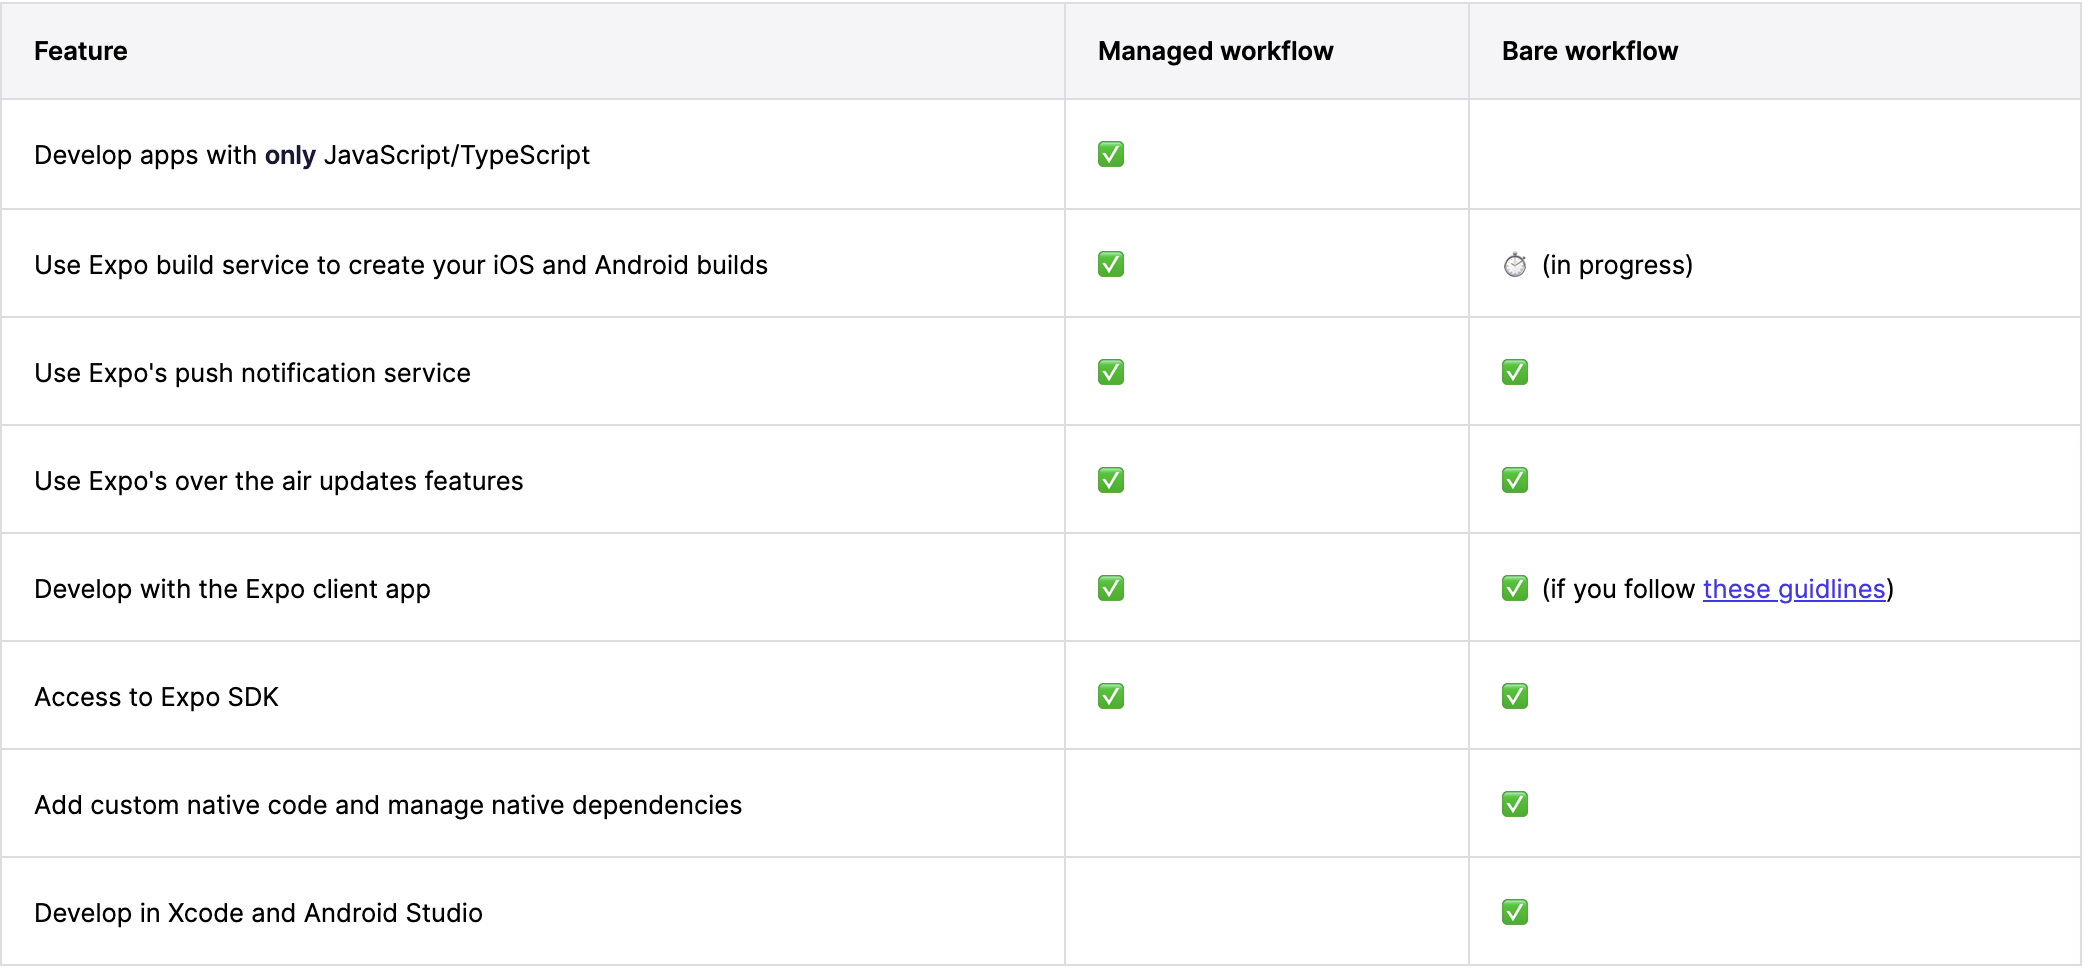 Feature Managed workflow Bare workflow
Develop apps with only JavaScript/TypeScript ✅
Use Expo build service to create your iOS and Android builds ✅ ⏱ (in progress)
Use Expo's push notification service ✅ ✅
Use Expo's over the air updates features ✅ ✅
Develop with the Expo client app ✅ ✅ (if you follow these guidlines)
Access to Expo SDK ✅ ✅
Add custom native code and manage native dependencies ✅
Develop in Xcode and Android Studio ✅